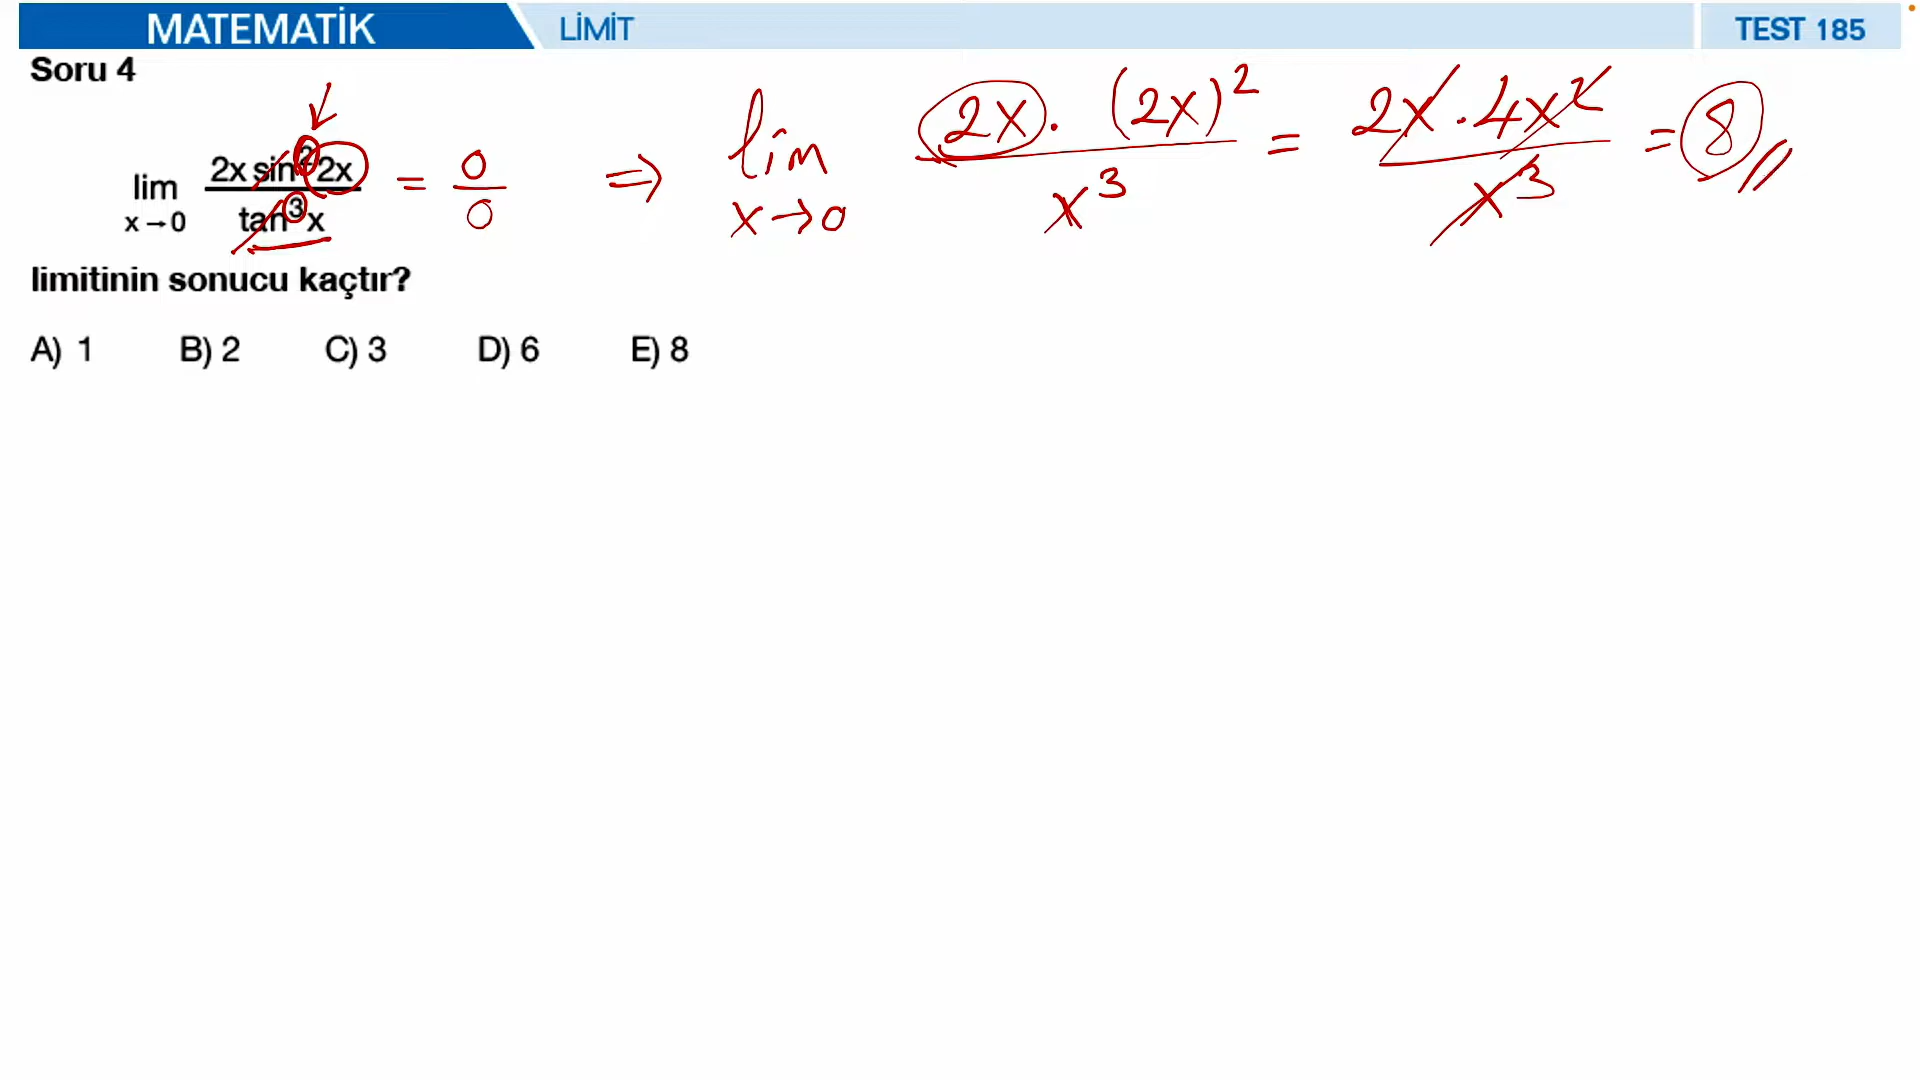 MATEMATİK LİMİT TEST 185
Soru 4
lim x→0 2x sin²2x / tan³x = 0/0 ⇒ lim x→0 2x · (2x)² / x³ = 2x · 4x² / x³ = 8
limitinin sonucu kaçtır?
A) 1 B) 2 C) 3 D) 6 E) 8